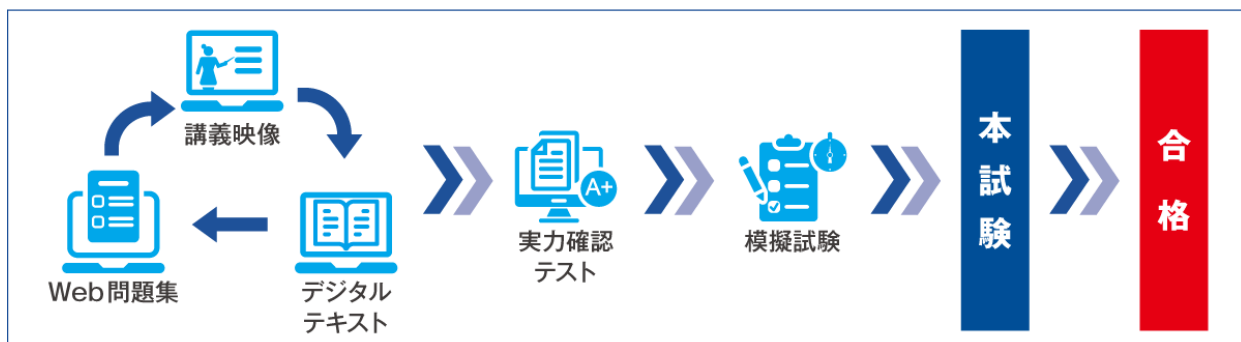 講義映像
Web問題集
デジタル
テキスト
A+
実力確認
テスト
模擬試験
本試験
合格